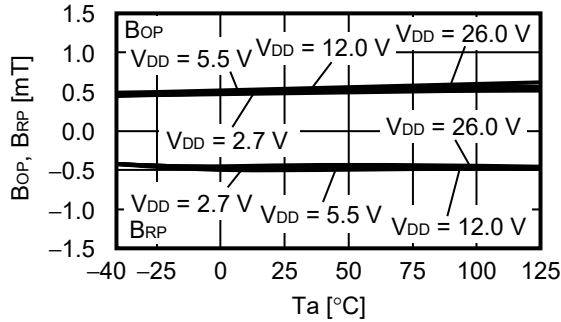 1.5
1.0
0.5
0.0
−0.5
−1.0
−1.5
BOP, BRP [mT]
BOP
VDD = 26.0 V
VDD = 12.0 V
VDD = 5.5 V
VDD = 2.7 V
VDD = 26.0 V
VDD = 2.7 V
VDD = 5.5 V
VDD = 12.0 V
BRP
−40 −25 0 25 50 75 100 125
Ta [°C]